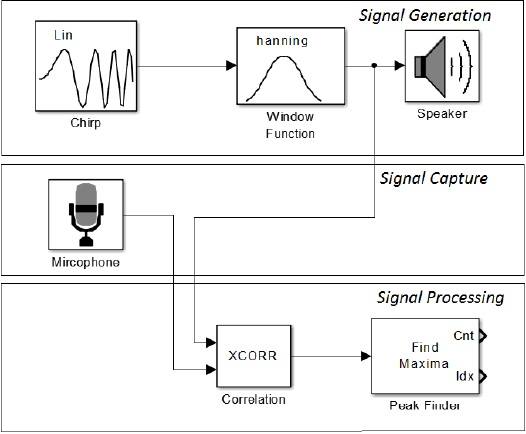 Signal Generation
Lin
hanning
Chirp
Window
Function
Speaker
Signal Capture
Mircophone
Signal Processing
XCORR
Find
Maxima
Cnt
Idx
Correlation
Peak Finder